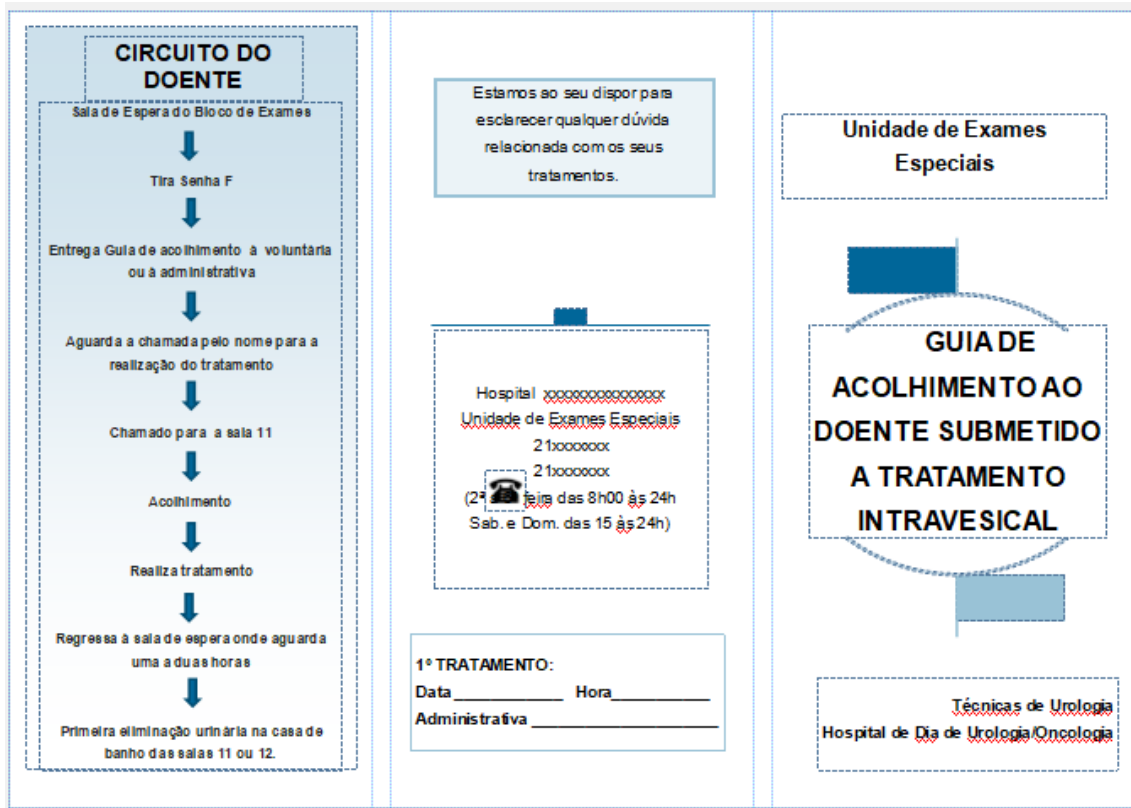 CIRCUITO DO
DOENTE
Sala de Espera do Bloco de Exames
Tira Senha F
Entrega Guia de acolhimento à voluntária
ou à administrativa
Aguarda a chamada pelo nome para a
realização do tratamento
Chamado para a sala 11
Acolhimento
Realiza tratamento
Regressa à sala de espera onde aguarda
uma a duas horas
Primeira eliminação urinária na casa de
banho das salas 11 ou 12.
Estamos ao seu dispor para
esclarecer qualquer dúvida
relacionada com os seus
tratamentos.
Hospital xxxxxxxxxxxxxxx
Unidade de Exames Especiais
21xxxxxxx
21xxxxxxx
(2ª feira das 8h00 às 24h
Sab. e Dom. das 15 às 24h)
1º TRATAMENTO:
Data____________ Hora___________
Administrativa _____________________
Unidade de Exames
Especiais
GUIA DE
ACOLHIMENTO AO
DOENTE SUBMETIDO
A TRATAMENTO
INTRAVESICAL
Técnicas de Urologia
Hospital de Dia de Urologia/Oncologia